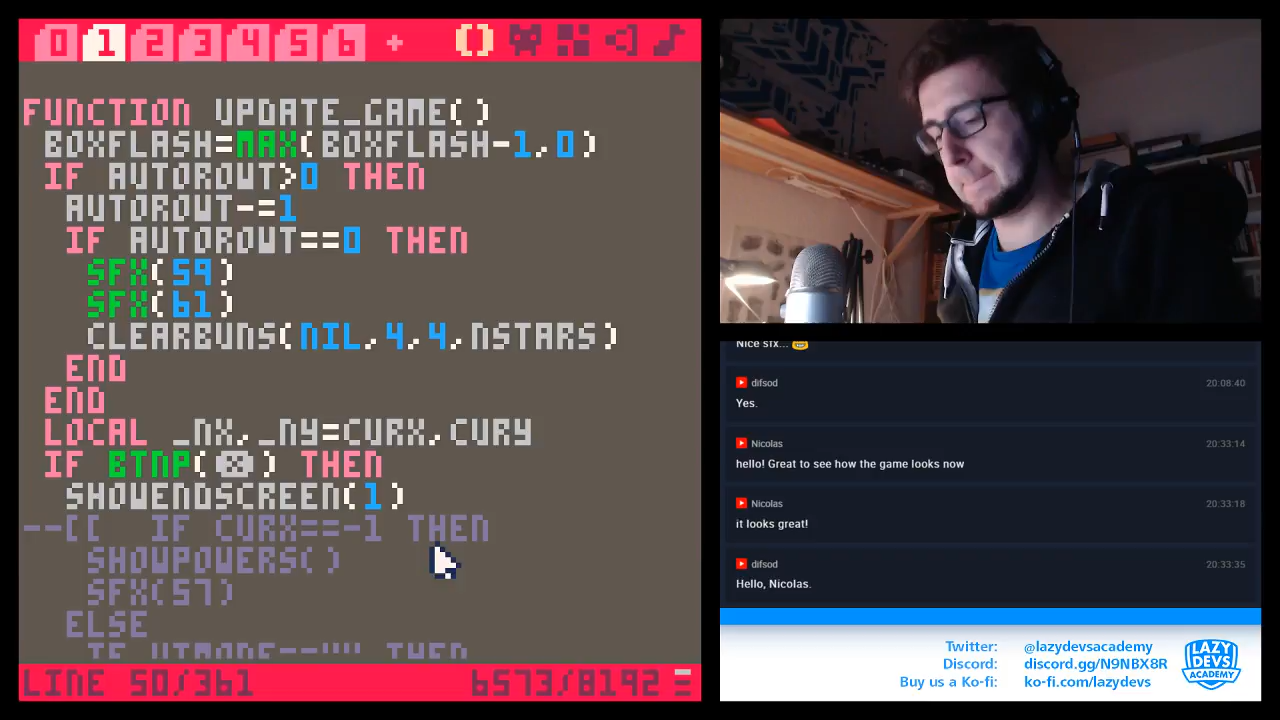 0 1 2 3 4 5 6 + ()
FUNCTION UPDATE_GAME()
BOXFLASH=MAX(BOXFLASH-1,0)
IF AUTOROWT>0 THEN
AUTOROWT-=1
IF AUTOROWT==0 THEN
SFX(59)
SFX(61)
CLEARBUNS(NIL,4,4,NSTARS)
END
END
LOCAL _NX,_NY=CURX,CURY
IF BTNP(❎) THEN
SHOWENDSCREEN(1)
--[[ IF CURX==-1 THEN
SHOWPOWERS()
SFX(57)
ELSE
THEN
LINE 50/361
6573/8192
Nice sfx... 😁
difsod 20:08:40
Yes.
Nicolas 20:33:14
hello! Great to see how the game looks now
Nicolas 20:33:18
it looks great!
difsod 20:33:35
Hello, Nicolas.
Twitter: @lazydevsacademy
Discord: discord.gg/N9NBX8R
Buy us a Ko-fi: ko-fi.com/lazydevs
LAZY
DEVS
ACADEMY